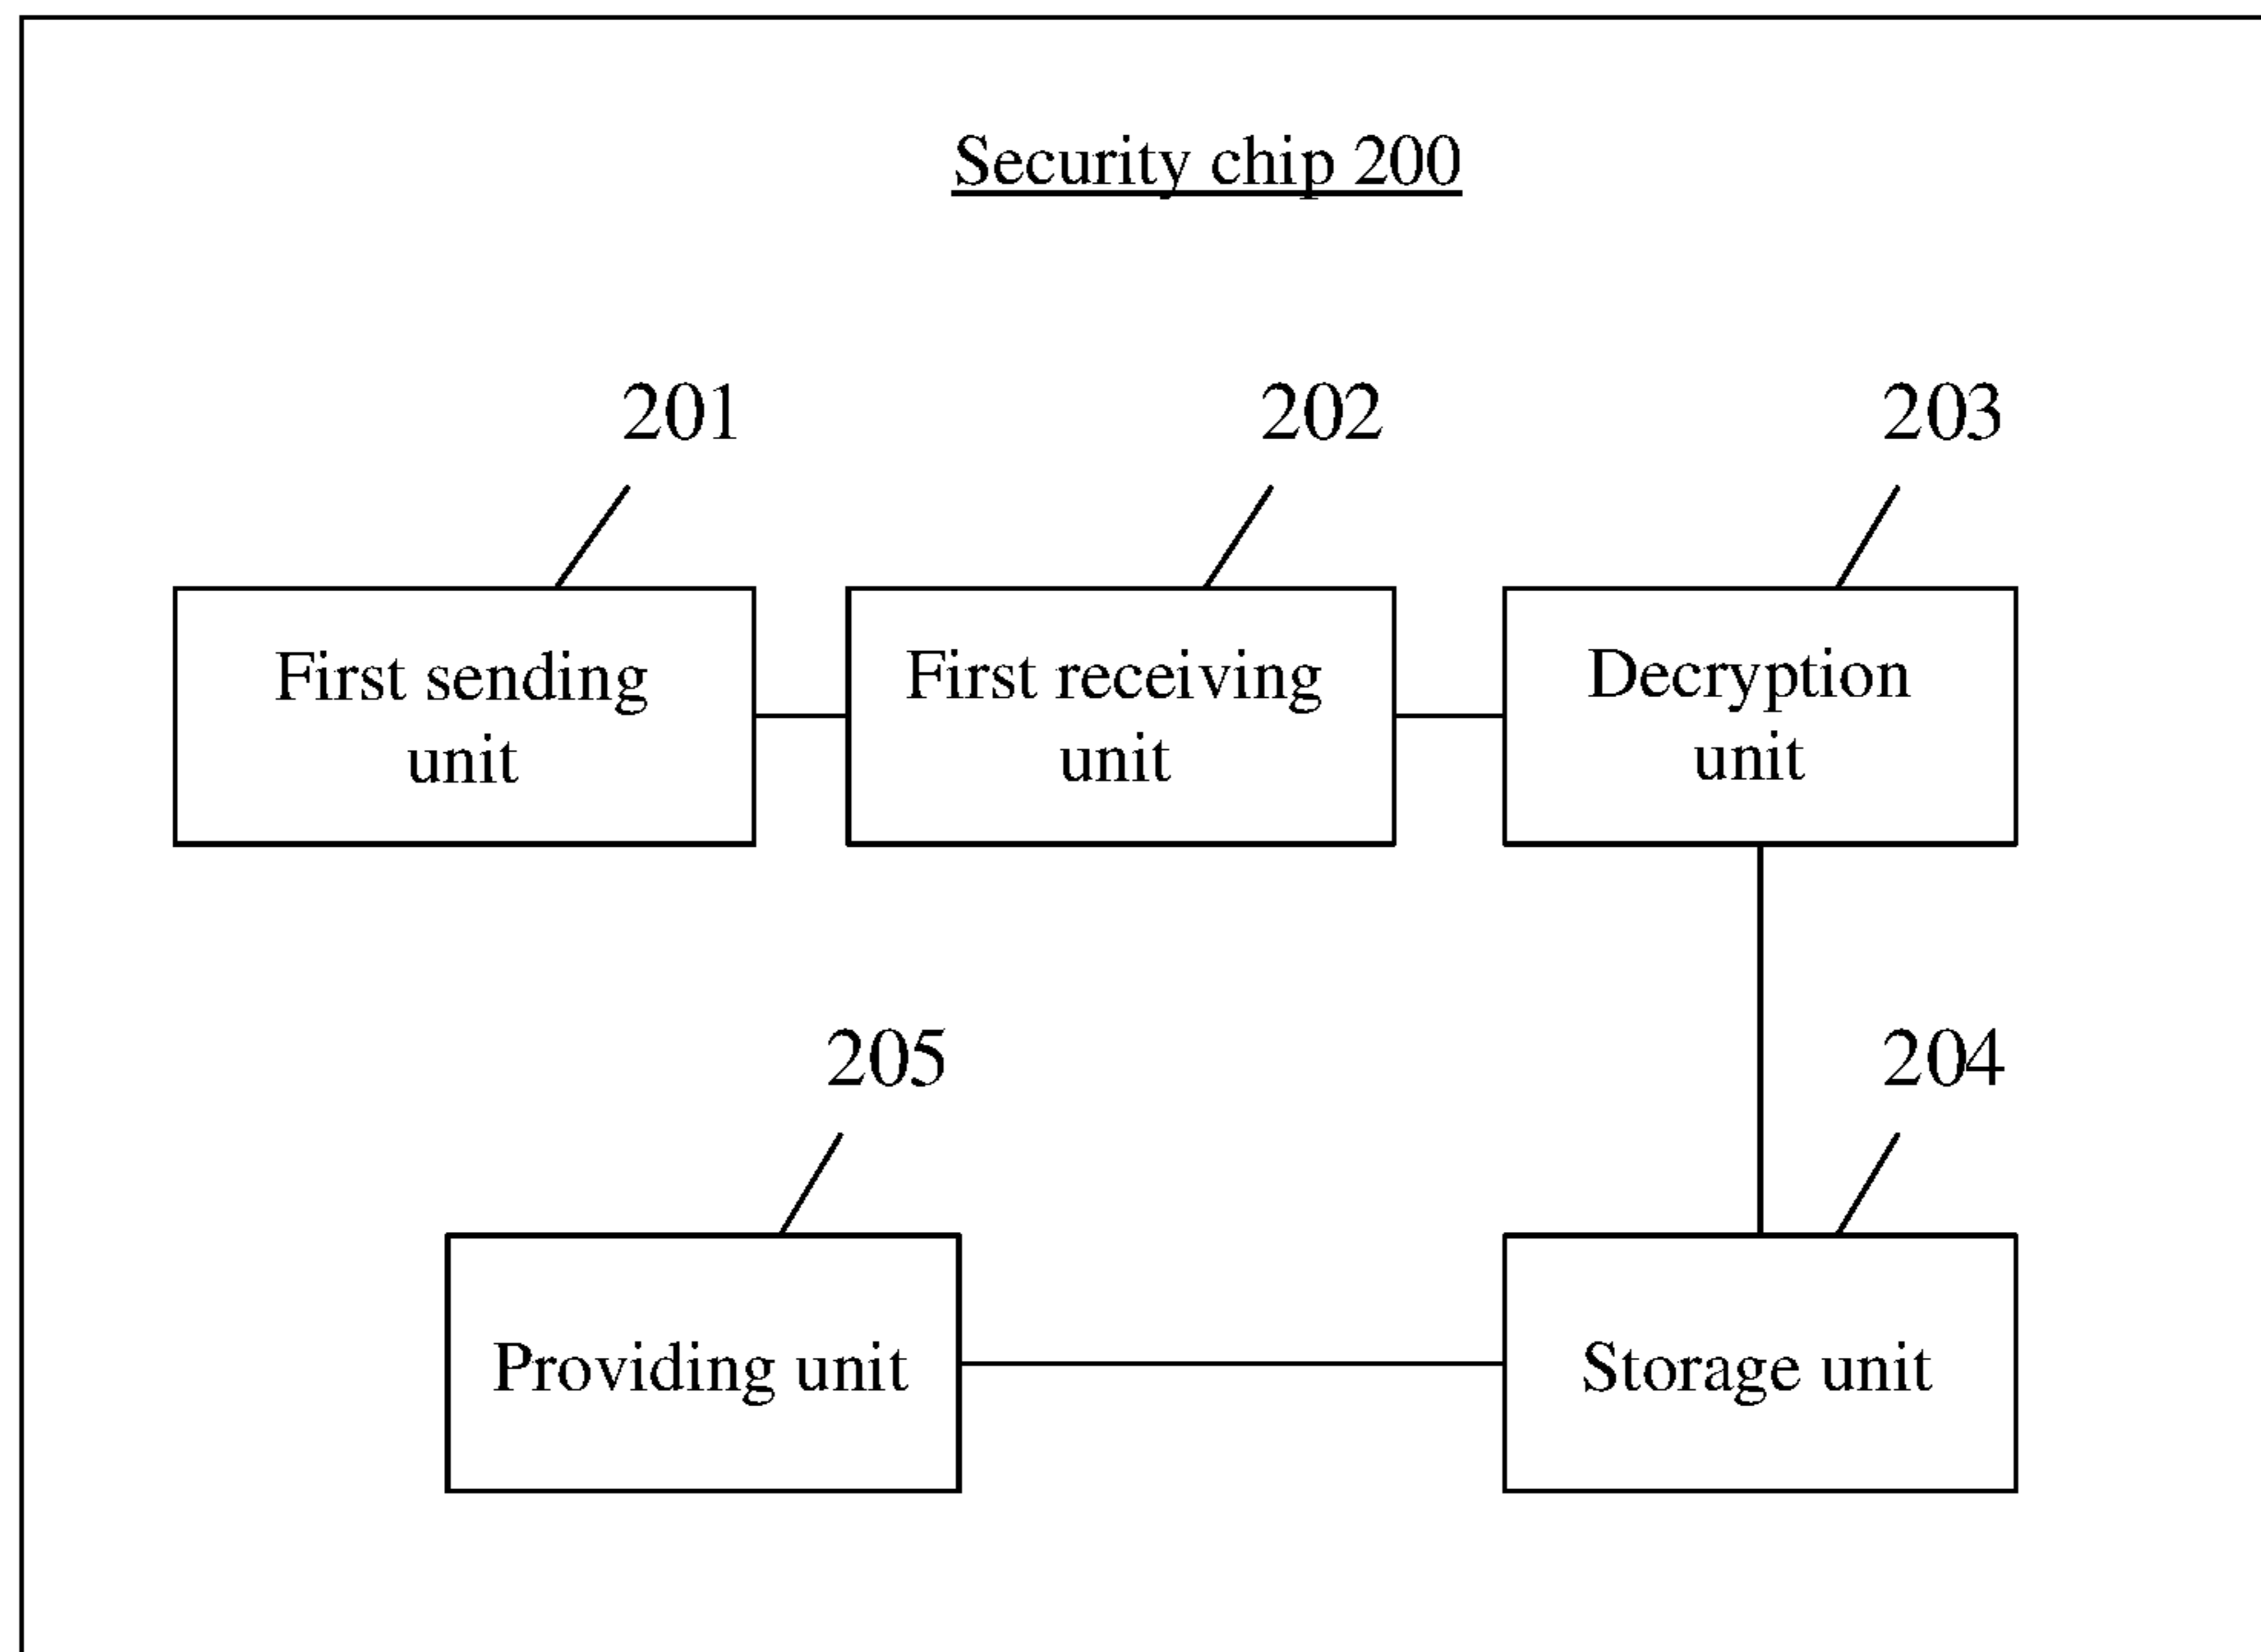 Security chip 200
201
202
203
First sending
unit
First receiving
unit
Decryption
unit
205
204
Providing unit
Storage unit